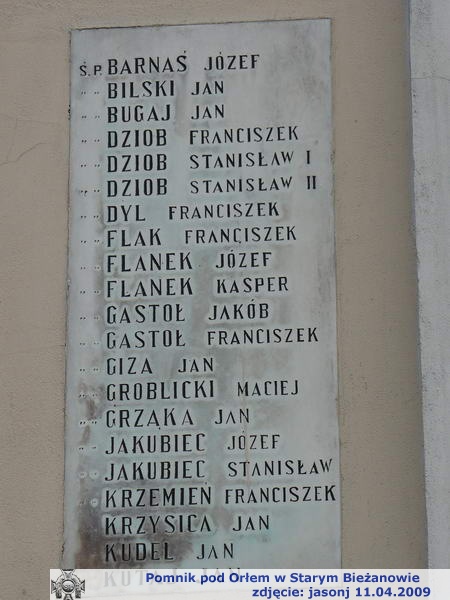 Ś.P. BARNAŚ JÓZEF
" " BILSKI JAN
" " BUGAJ JAN
" " DZIOB FRANCISZEK
" " DZIOB STANISŁAW I
" " DZIOB STANISŁAW II
" " DYL FRANCISZEK
" " FLAK FRANCISZEK
" " FLANEK JÓZEF
" " FLANEK KASPER
" " GASTOŁ JAKÓB
" " GASTOŁ FRANCISZEK
" " GIZA JAN
" " GROBLICKI MACIEJ
" " GRZĄKA JAN
" " JAKUBIEC JÓZEF
" " JAKUBIEC STANISŁAW
" " KRZEMIEŃ FRANCISZEK
" " KRZYSICA JAN
" " KUDEL JAN
Pomnik pod Orłem w Starym Bieżanowie
zdjęcie: jasonj 11.04.2009